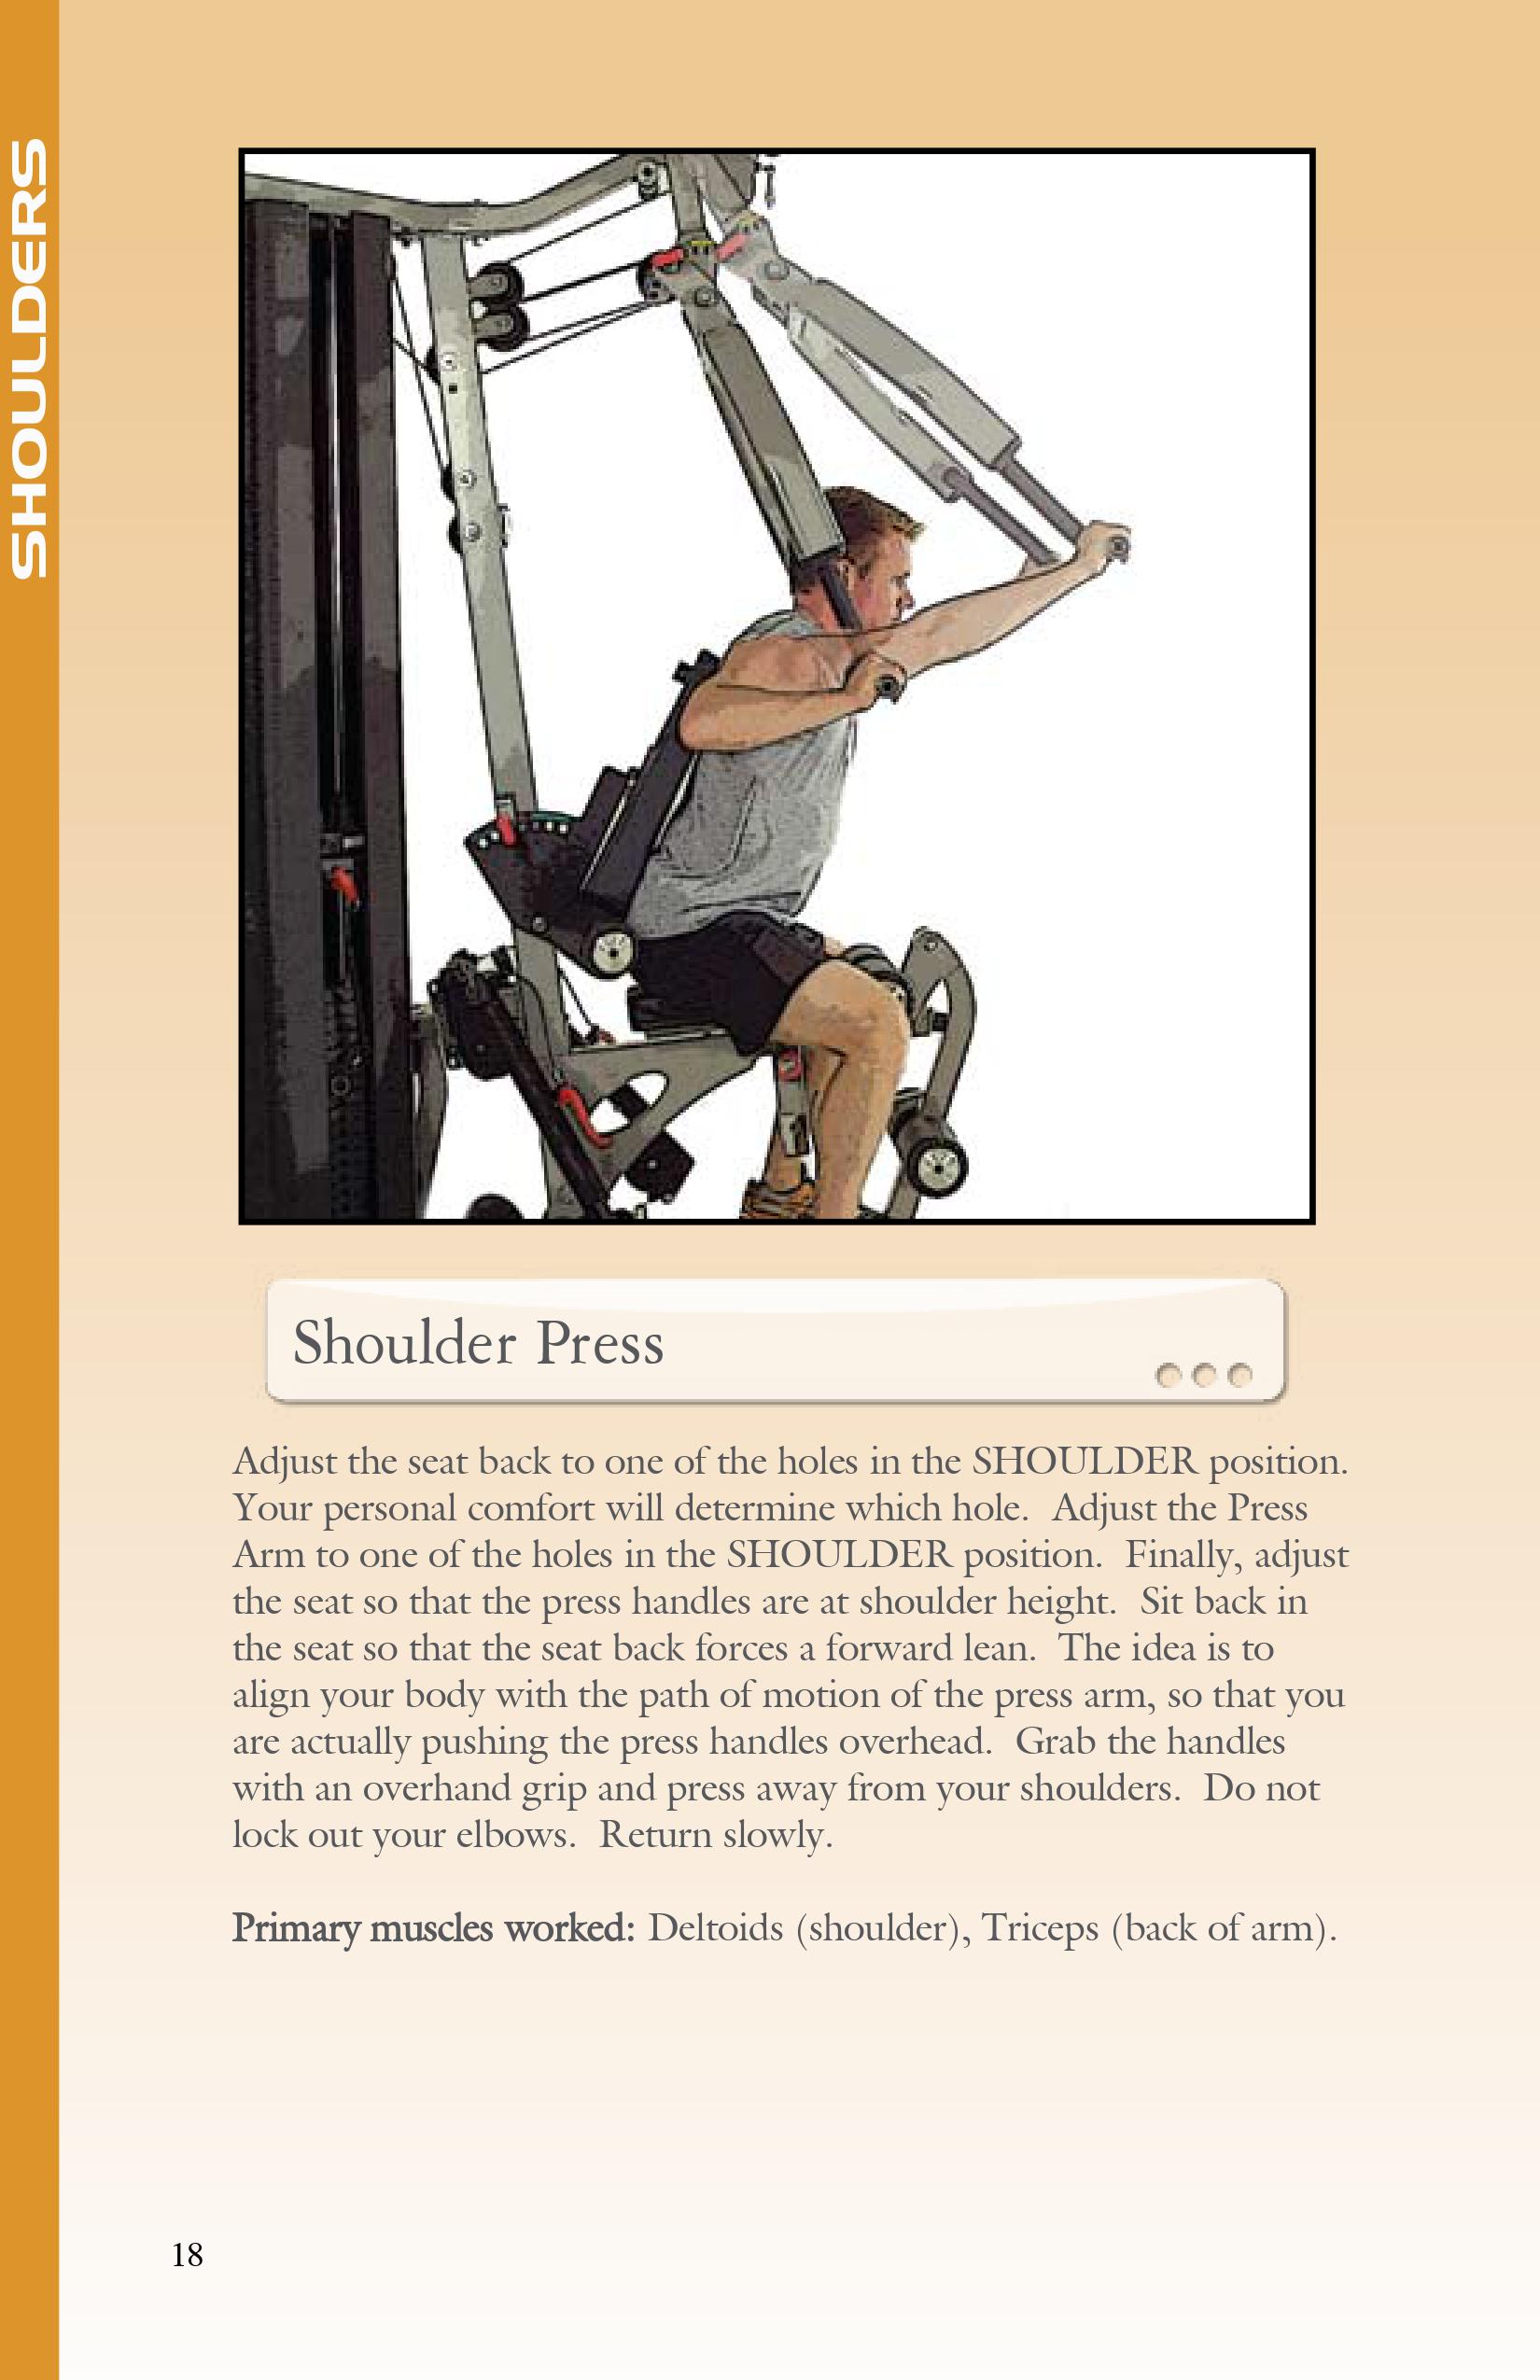 SHOULDERS
Shoulder Press
Adjust the seat back to one of the holes in the SHOULDER position.
Your personal comfort will determine which hole.  Adjust the Press
Arm to one of the holes in the SHOULDER position.  Finally, adjust
the seat so that the press handles are at shoulder height.  Sit back in
the seat so that the seat back forces a forward lean.  The idea is to
align your body with the path of motion of the press arm, so that you
are actually pushing the press handles overhead.  Grab the handles
with an overhand grip and press away from your shoulders.  Do not
lock out your elbows.  Return slowly.
Primary muscles worked: Deltoids (shoulder), Triceps (back of arm).
18